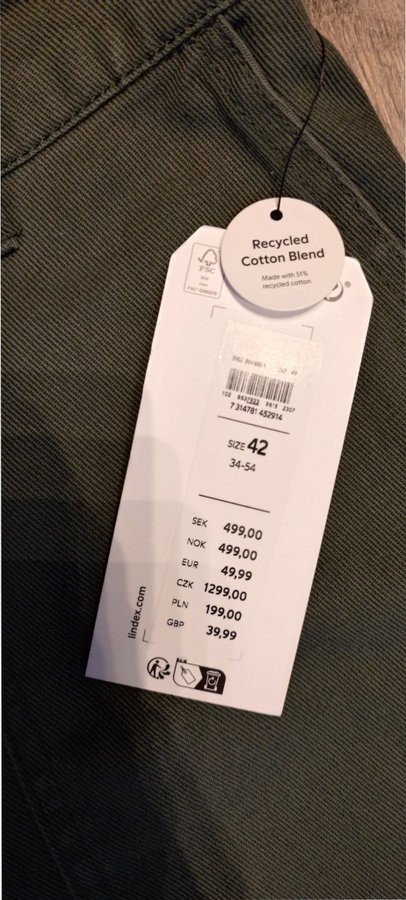 Recycled
Cotton Blend
Made with 51%
recycled cotton
FSC
®
7 314781 452914
SIZE 42
34-54
SEK 499,00
NOK 499,00
EUR 49,99
CZK 1299,00
PLN 199,00
GBP 39,99
lindex.com